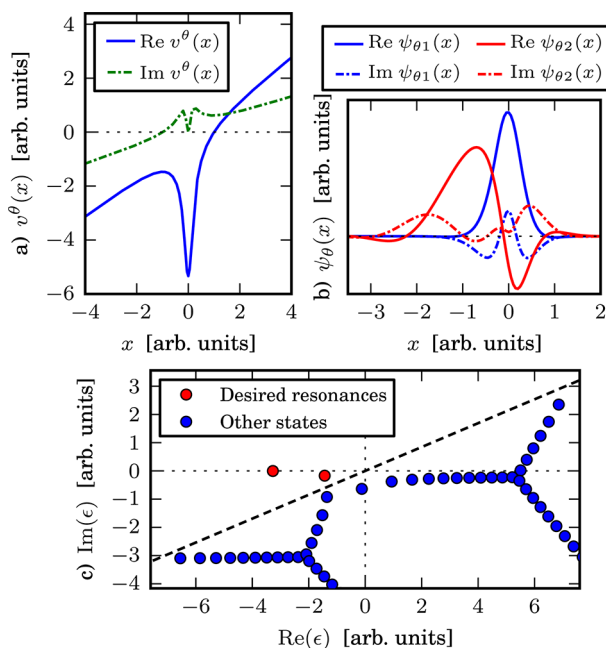 Re v^θ(x)
Im v^θ(x)
a) v^θ(x) [arb. units]
4
2
0
−2
−4
−6
−4 −2 0 2 4
x [arb. units]
Re ψ_θ1(x) Re ψ_θ2(x)
Im ψ_θ1(x) Im ψ_θ2(x)
b) ψ_θ(x) [arb. units]
−3 −2 −1 0 1 2
x [arb. units]
Desired resonances
Other states
c) Im(ϵ) [arb. units]
3
2
1
0
−1
−2
−3
−4
−6 −4 −2 0 2 4 6
Re(ϵ) [arb. units]